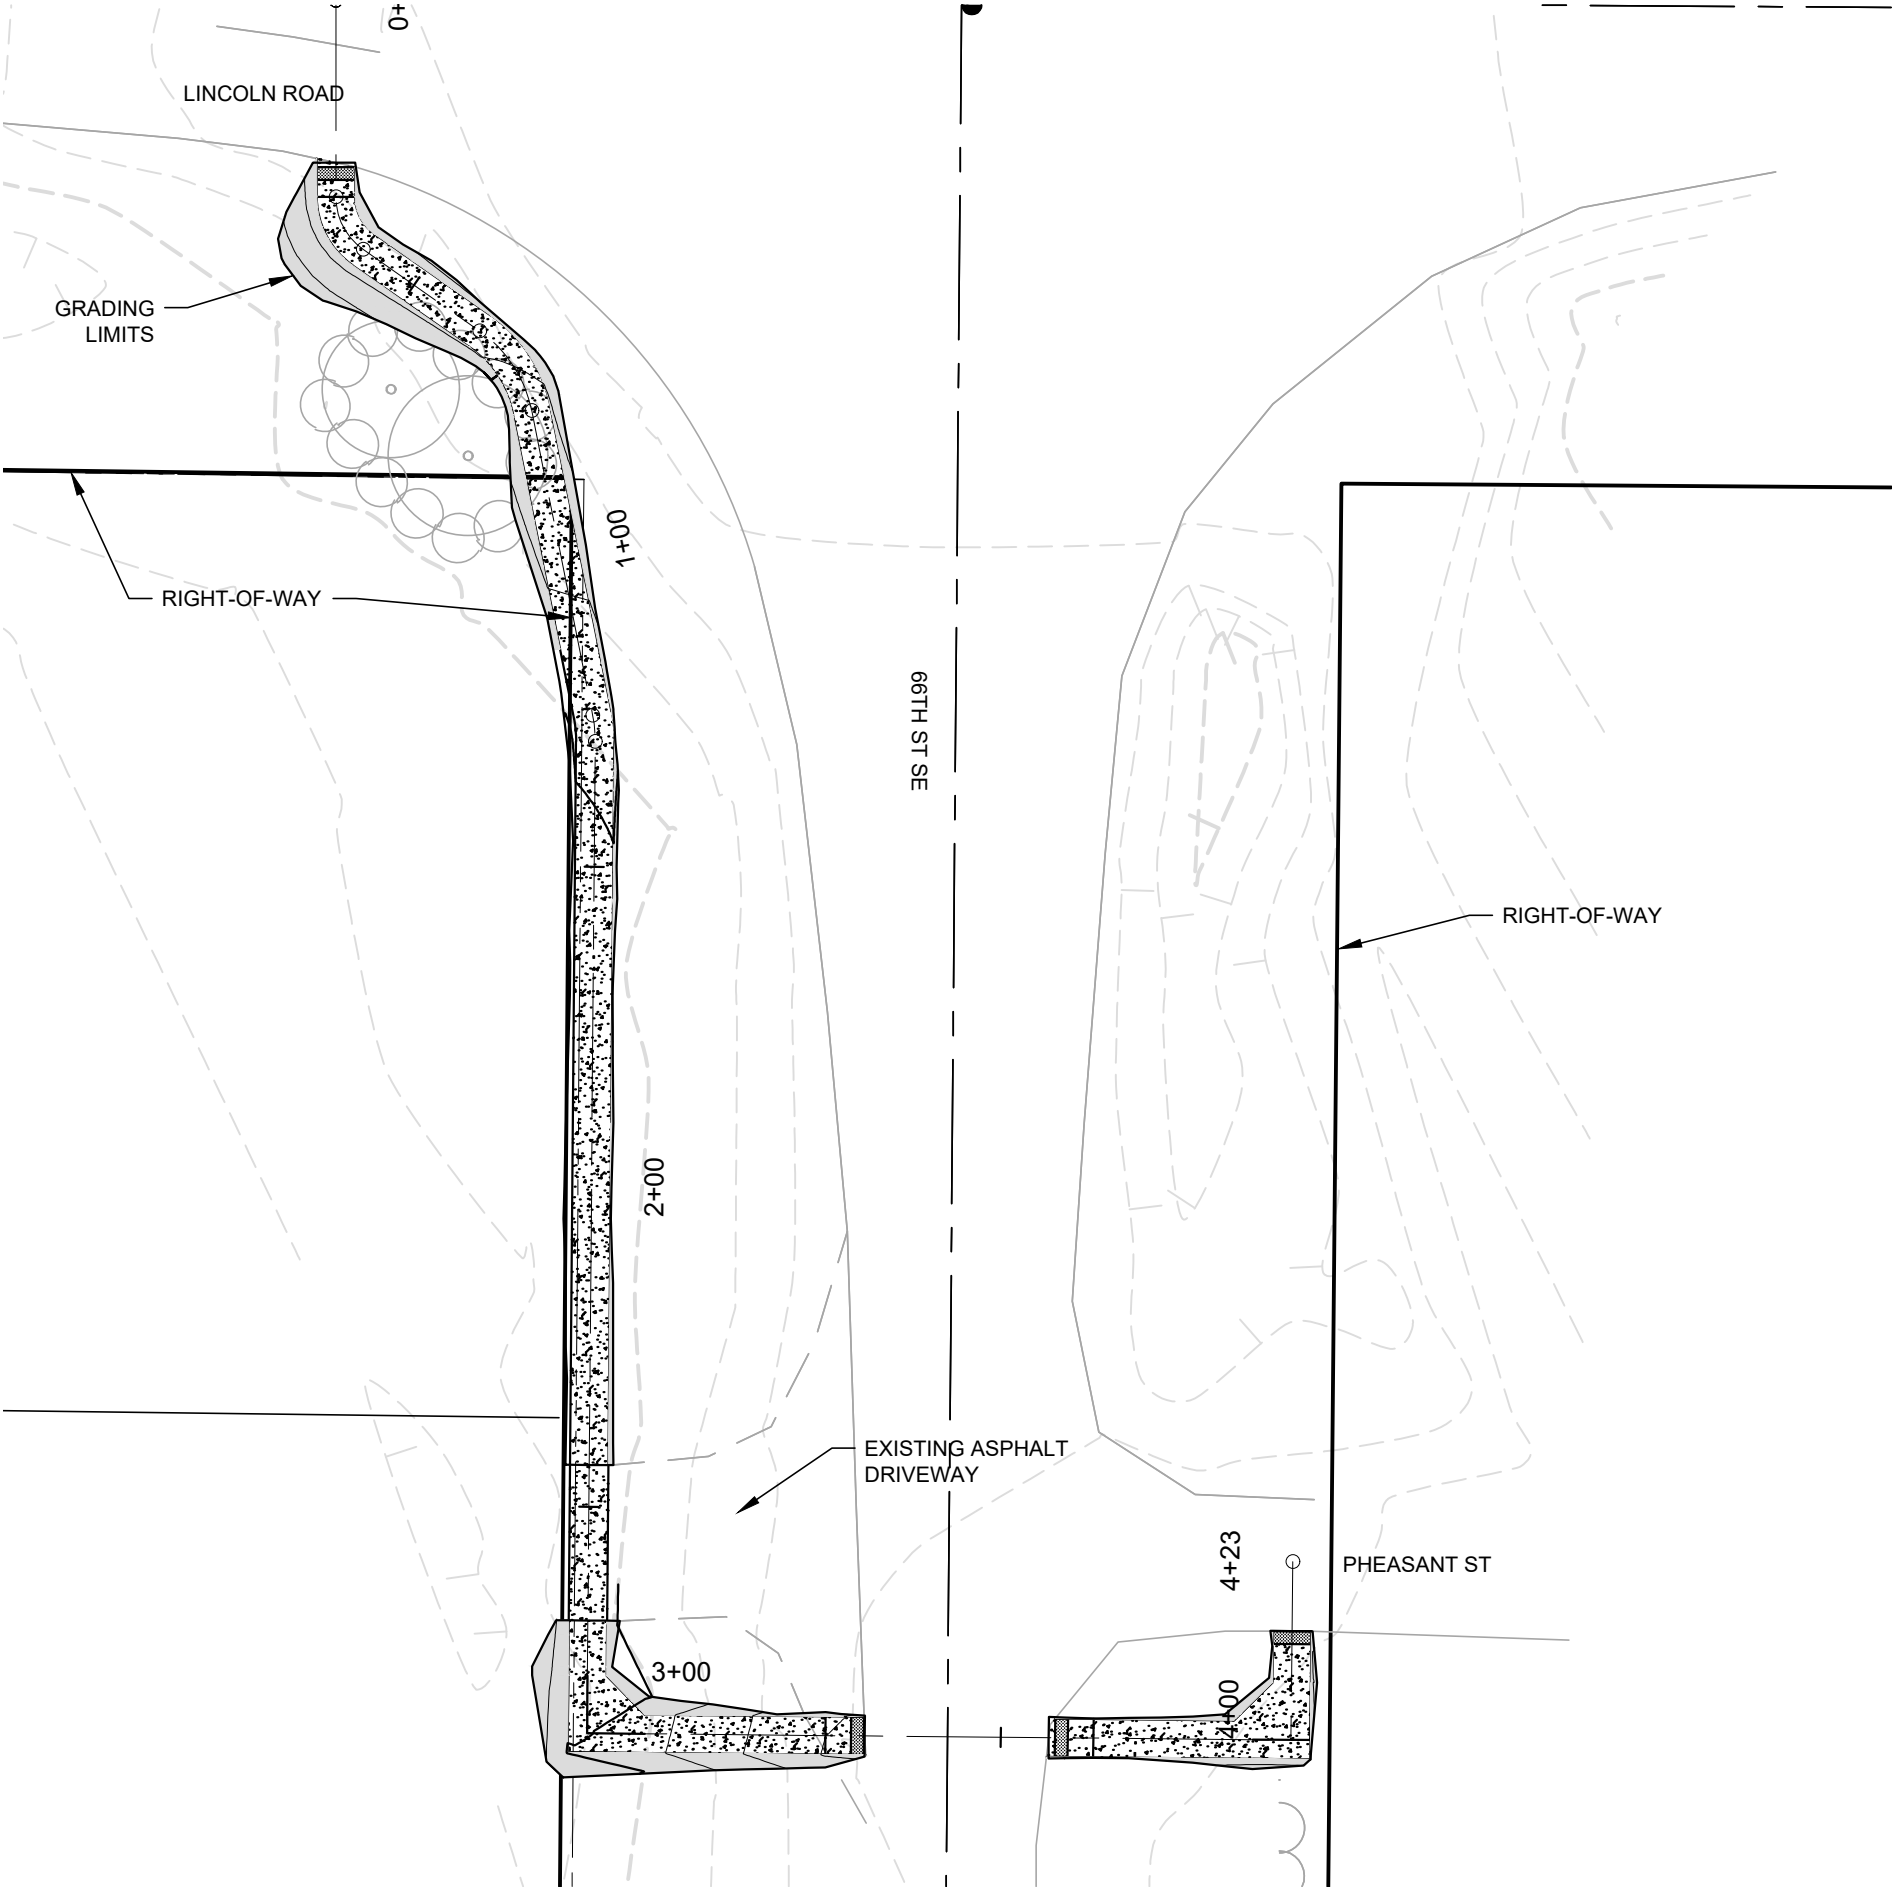 0+
LINCOLN ROAD
GRADING
LIMITS
1+00
RIGHT-OF-WAY
66TH ST SE
RIGHT-OF-WAY
2+00
EXISTING ASPHALT
DRIVEWAY
4+23
PHEASANT ST
3+00
4+00